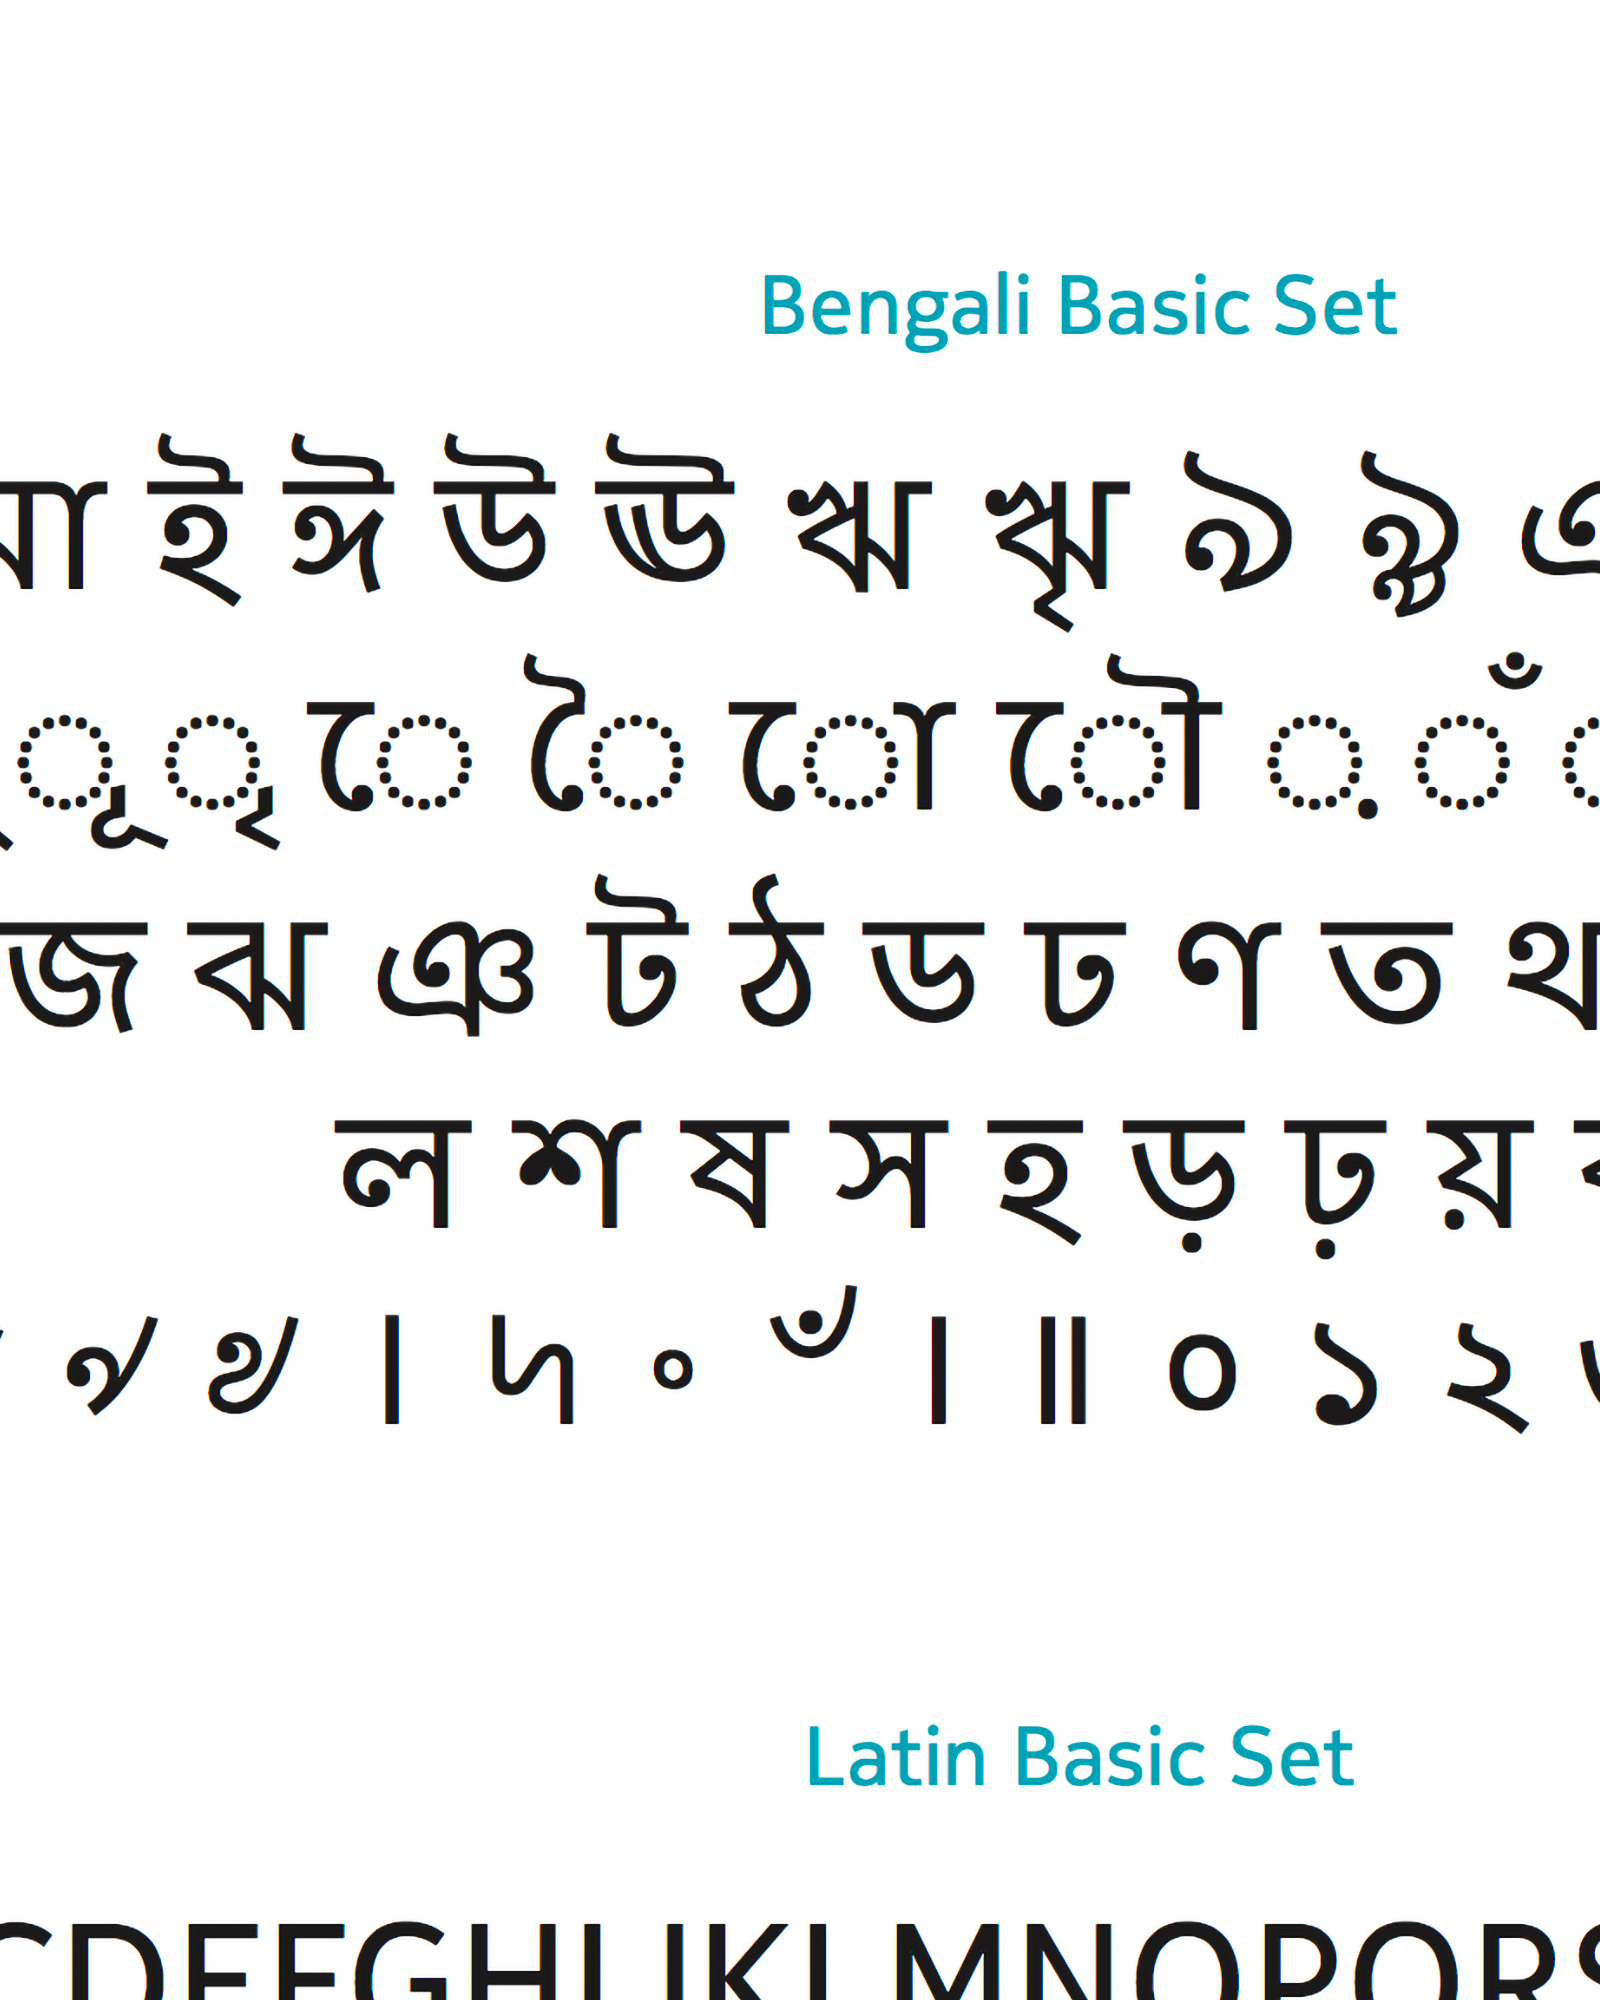 Bengali Basic Set
আ ই ঈ উ ঊ ঋ ৠ ঌ ৡ এ
ূ ৃ ে ৈ ো ৌ ় ঁ
জ ঝ ঞ ট ঠ ড ঢ ণ ত থ
ল শ ষ স হ ড় ঢ় য়
৵ ৶ ৷ ৸ ৹ ৺ । ॥ ০ ১ ২
Latin Basic Set
CDEFGHIJKLMNOPQRS